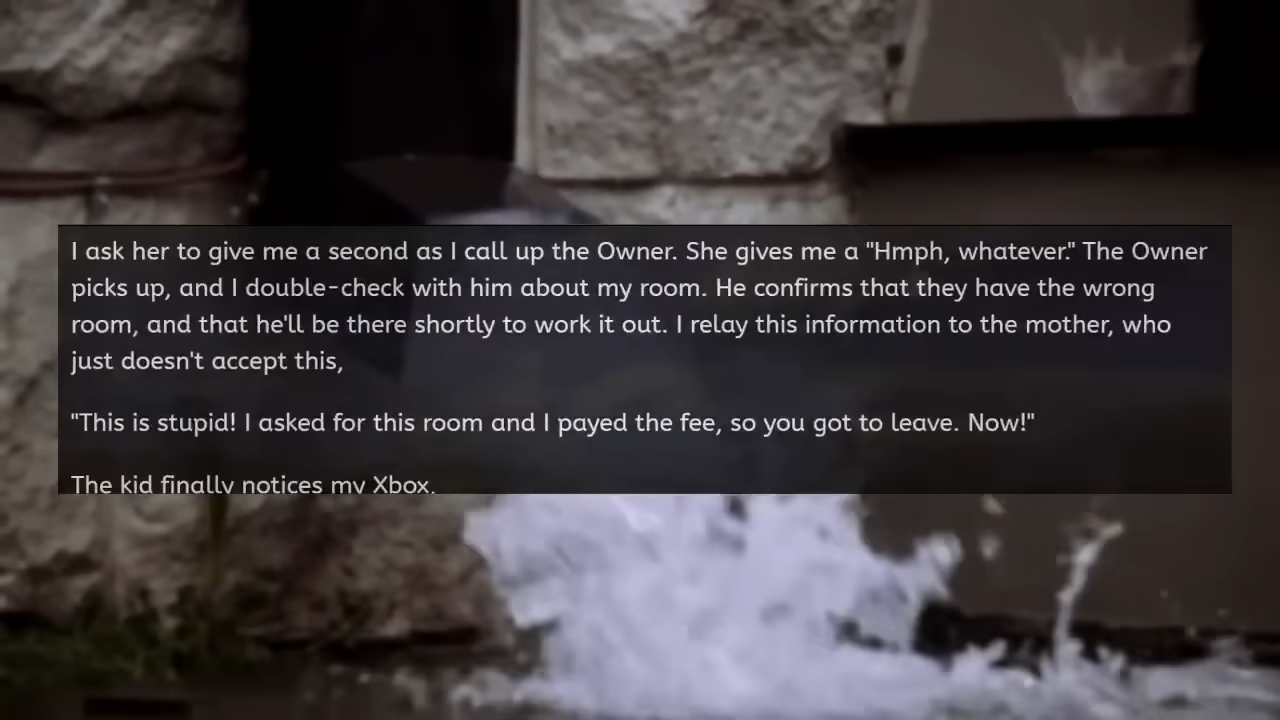 I ask her to give me a second as I call up the Owner. She gives me a "Hmph, whatever." The Owner
picks up, and I double-check with him about my room. He confirms that they have the wrong
room, and that he'll be there shortly to work it out. I relay this information to the mother, who
just doesn't accept this,
"This is stupid! I asked for this room and I payed the fee, so you got to leave. Now!"
The kid finally notices my Xbox.